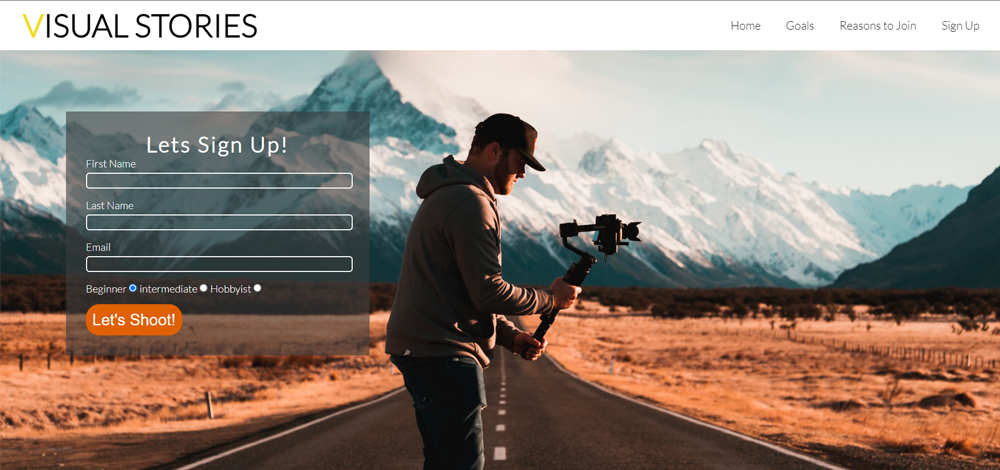 VISUAL STORIES
Home Goals Reasons to Join Sign Up
Lets Sign Up!
First Name
Last Name
Email
Beginner intermediate Hobbyist
Let's Shoot!